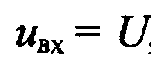 uвх = U,